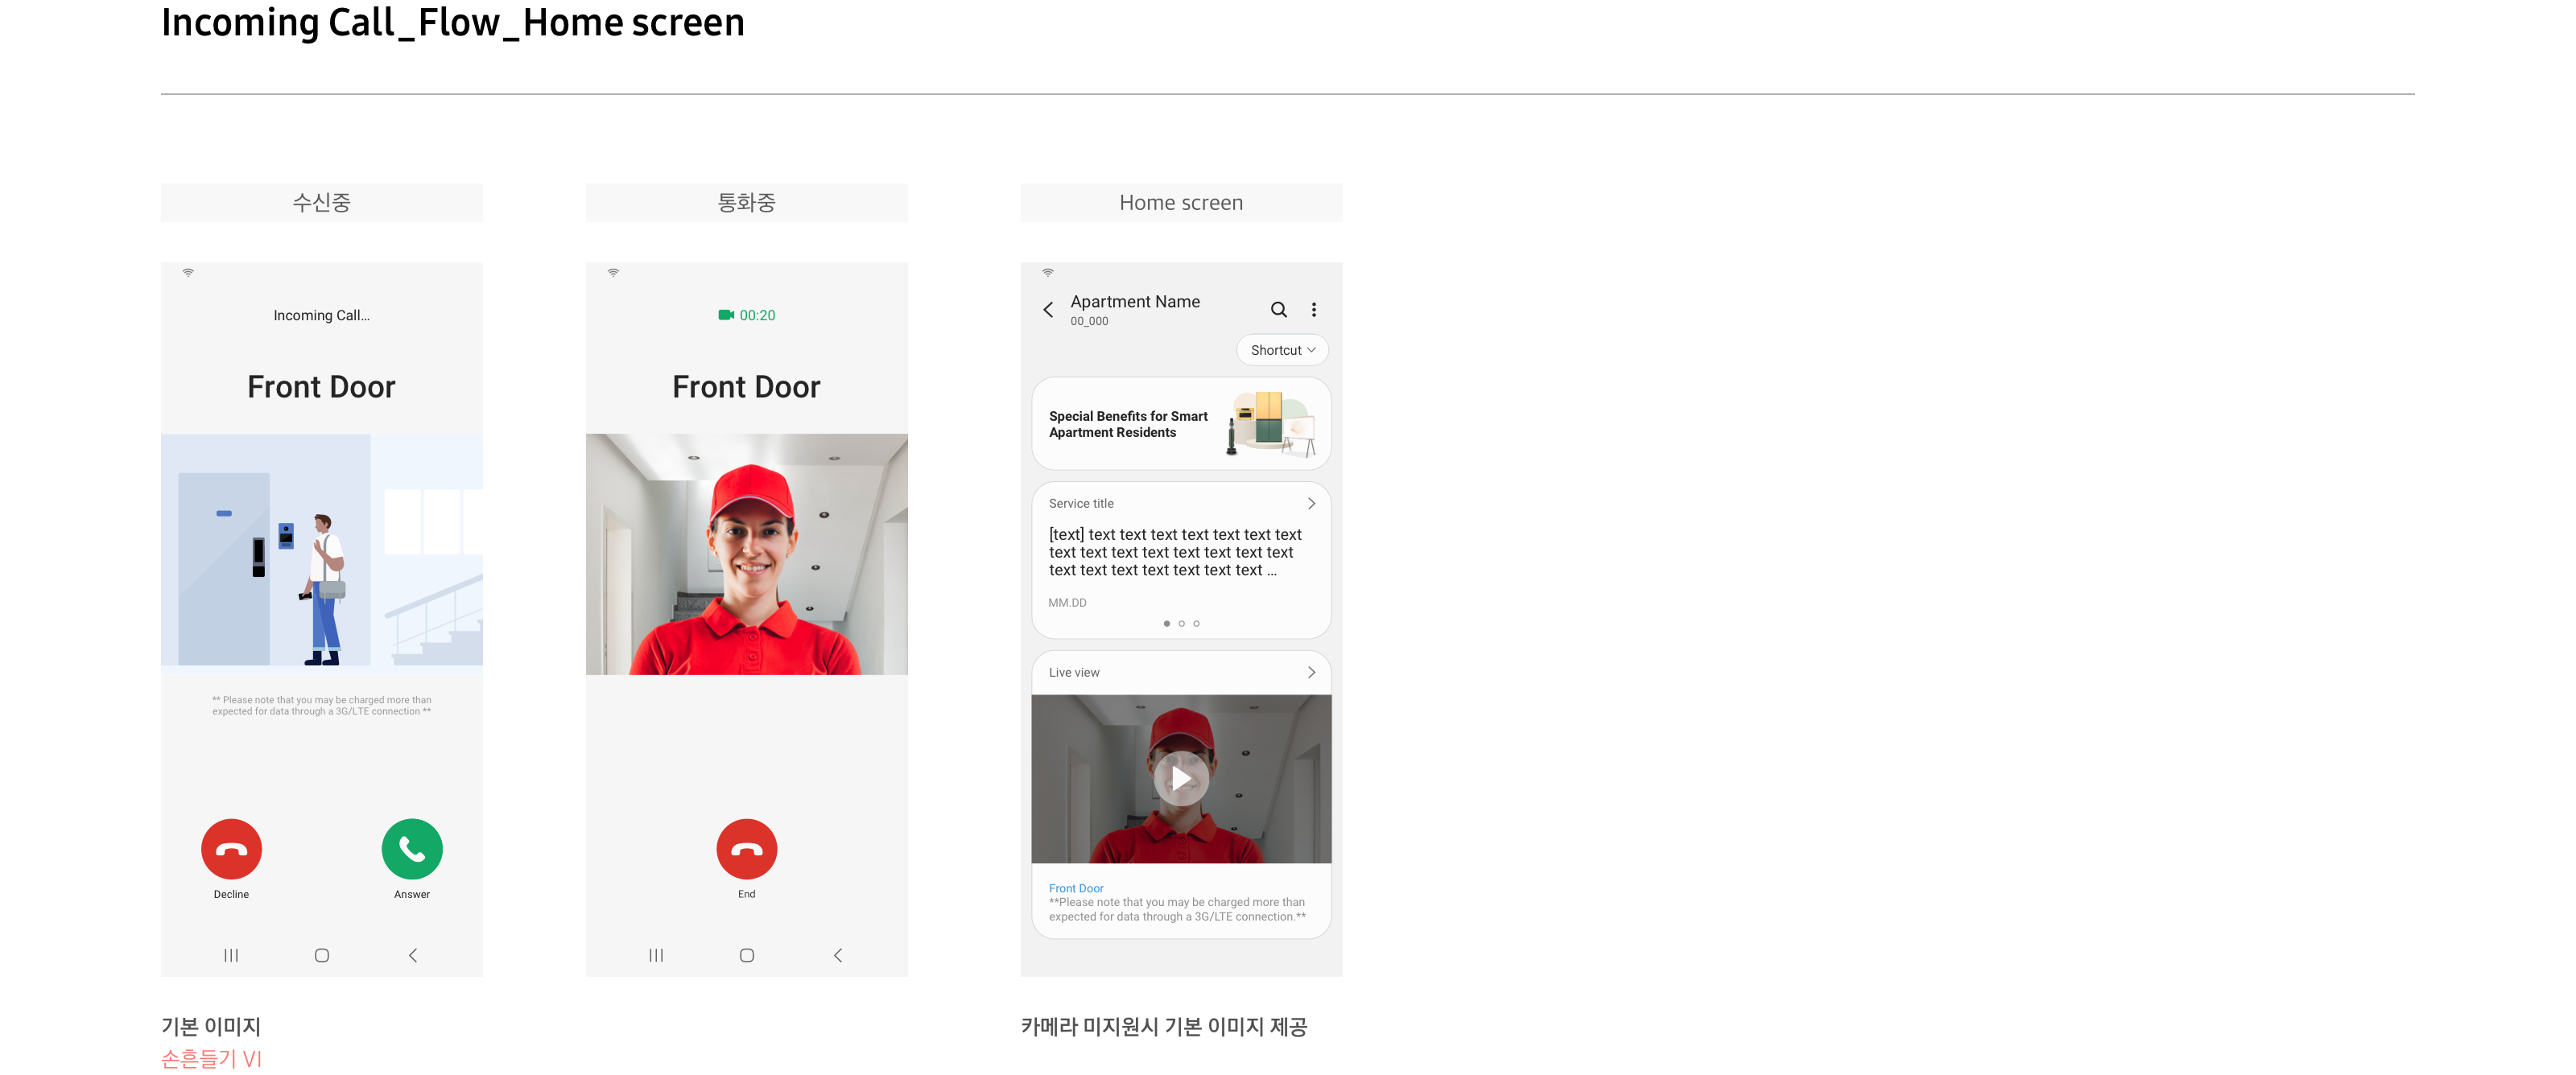 Incoming Call_Flow_Home screen
수신중
통화중
Home screen
Incoming Call...
Front Door
** Please note that you may be charged more than
expected for data through a 3G/LTE connection **
Decline
Answer
00:20
Front Door
End
Apartment Name
00_000
Shortcut
Special Benefits for Smart
Apartment Residents
Service title
[text] text text text text text text text
text text text text text text text text
text text text text text text text ...
MM.DD
Live view
Front Door
**Please note that you may be charged more than
expected for data through a 3G/LTE connection.**
기본 이미지
손흔들기 VI
카메라 미지원시 기본 이미지 제공